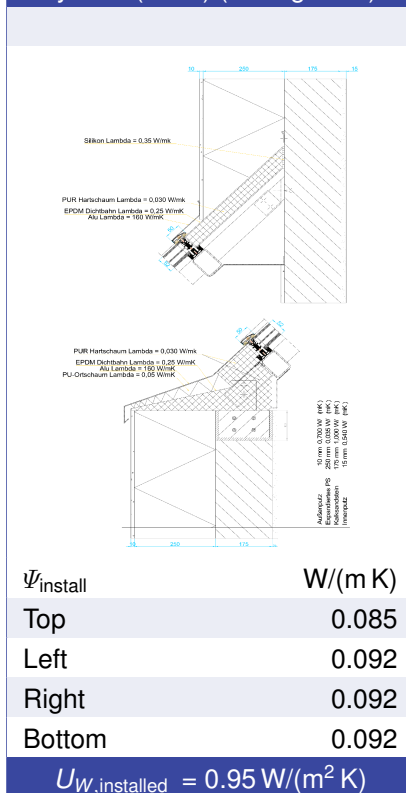 10 250 175 15
Silikon Lambda = 0,35 W/mk
PUR Hartschaum Lambda = 0,030 W/mk
EPDM Dichtbahn Lambda = 0,25 W/mK
Alu Lambda = 160 W/mK
50
50 52
PUR Hartschaum Lambda = 0,030 W/mk
EPDM Dichtbahn Lambda = 0,25 W/mK
Alu Lambda = 160 W/mK
PU-Ortschaum Lambda = 0,05 W/mK
Außenputz 10 mm 0,700 W/(mK)
Expandiertes PS 250 mm 0,035 W/(mK)
Kalksandstein 175 mm 1,000 W/(mK)
Innenputz 15 mm 0,540 W/(mK)
10 250 175
Ψinstall W/(m K)
Top 0.085
Left 0.092
Right 0.092
Bottom 0.092
UW,installed = 0.95 W/(m² K)